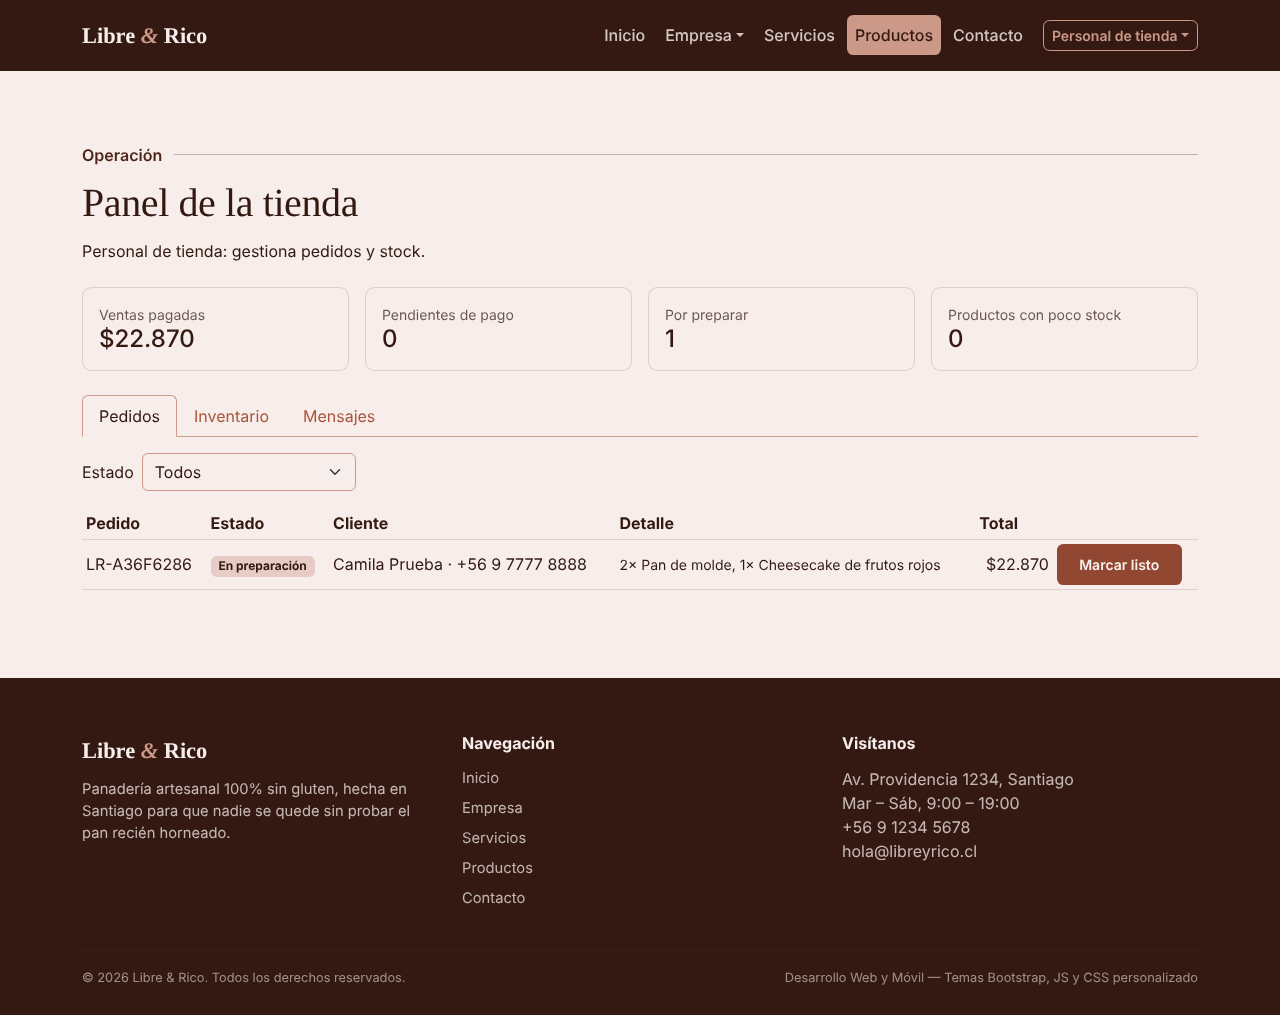 Libre & Rico
Inicio Empresa Servicios Productos Contacto Personal de tienda
Operación
Panel de la tienda
Personal de tienda: gestiona pedidos y stock.
Ventas pagadas
$22.870
Pendientes de pago
0
Por preparar
1
Productos con poco stock
0
Pedidos Inventario Mensajes
Estado Todos
Pedido Estado Cliente Detalle Total
LR-A36F6286 En preparación Camila Prueba · +56 9 7777 8888 2× Pan de molde, 1× Cheesecake de frutos rojos $22.870 Marcar listo
Libre & Rico
Panadería artesanal 100% sin gluten, hecha en
Santiago para que nadie se quede sin probar el
pan recién horneado.
Navegación
Inicio
Empresa
Servicios
Productos
Contacto
Visítanos
Av. Providencia 1234, Santiago
Mar – Sáb, 9:00 – 19:00
+56 9 1234 5678
hola@libreyrico.cl
© 2026 Libre & Rico. Todos los derechos reservados.
Desarrollo Web y Móvil — Temas Bootstrap, JS y CSS personalizado